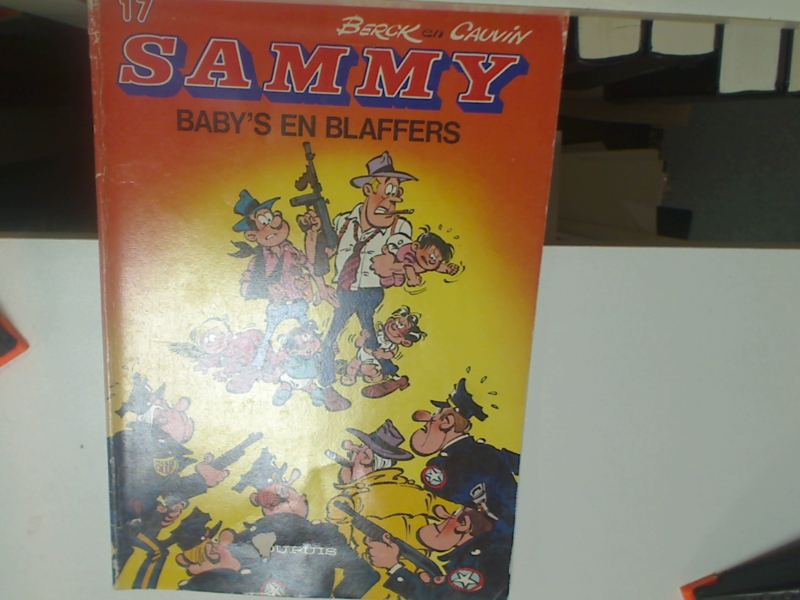 17
BERCK en CAUVIN
SAMMY
BABY'S EN BLAFFERS
DUPUIS